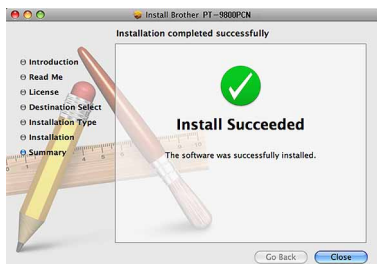 Install Brother PT-9800PCN
Installation completed successfully
Introduction
Read Me
License
Destination Select
Installation Type
Installation
Summary
Install Succeeded
The software was successfully installed.
Go Back
Close